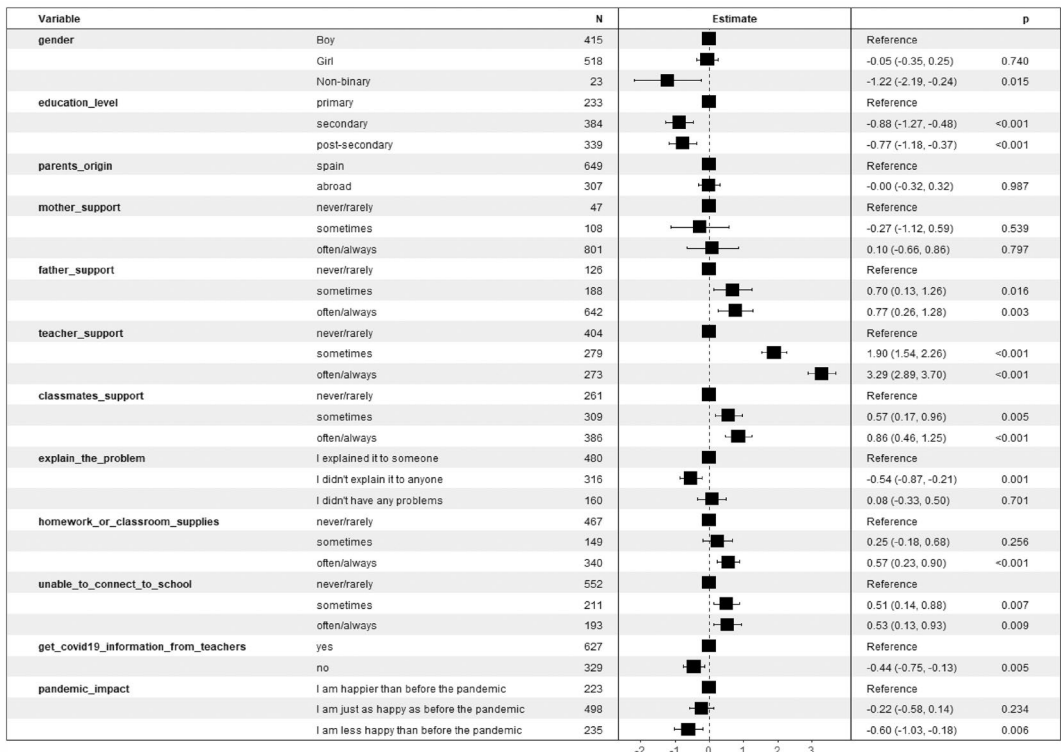 Variable N Estimate p
gender Boy 415 Reference
Girl 518 -0.05 (-0.35, 0.25) 0.740
Non-binary 23 -1.22 (-2.19, -0.24) 0.015
education_level primary 233 Reference
secondary 384 -0.88 (-1.27, -0.48) <0.001
post-secondary 339 -0.77 (-1.18, -0.37) <0.001
parents_origin spain 649 Reference
abroad 307 -0.00 (-0.32, 0.32) 0.987
mother_support never/rarely 47 Reference
sometimes 108 -0.27 (-1.12, 0.59) 0.539
often/always 801 0.10 (-0.66, 0.86) 0.797
father_support never/rarely 126 Reference
sometimes 188 0.70 (0.13, 1.26) 0.016
often/always 642 0.77 (0.26, 1.28) 0.003
teacher_support never/rarely 404 Reference
sometimes 279 1.90 (1.54, 2.26) <0.001
often/always 273 3.29 (2.89, 3.70) <0.001
classmates_support never/rarely 261 Reference
sometimes 309 0.57 (0.17, 0.96) 0.005
often/always 386 0.86 (0.46, 1.25) <0.001
explain_the_problem I explained it to someone 480 Reference
I didn't explain it to anyone 316 -0.54 (-0.87, -0.21) 0.001
I didn't have any problems 160 0.08 (-0.33, 0.50) 0.701
homework_or_classroom_supplies never/rarely 467 Reference
sometimes 149 0.25 (-0.18, 0.68) 0.256
often/always 340 0.57 (0.23, 0.90) <0.001
unable_to_connect_to_school never/rarely 552 Reference
sometimes 211 0.51 (0.14, 0.88) 0.007
often/always 193 0.53 (0.13, 0.93) 0.009
get_covid19_information_from_teachers yes 627 Reference
no 329 -0.44 (-0.75, -0.13) 0.005
pandemic_impact I am happier than before the pandemic 223 Reference
I am just as happy as before the pandemic 498 -0.22 (-0.58, 0.14) 0.234
I am less happy than before the pandemic 235 -0.60 (-1.03, -0.18) 0.006
-2 -1 0 1 2 3